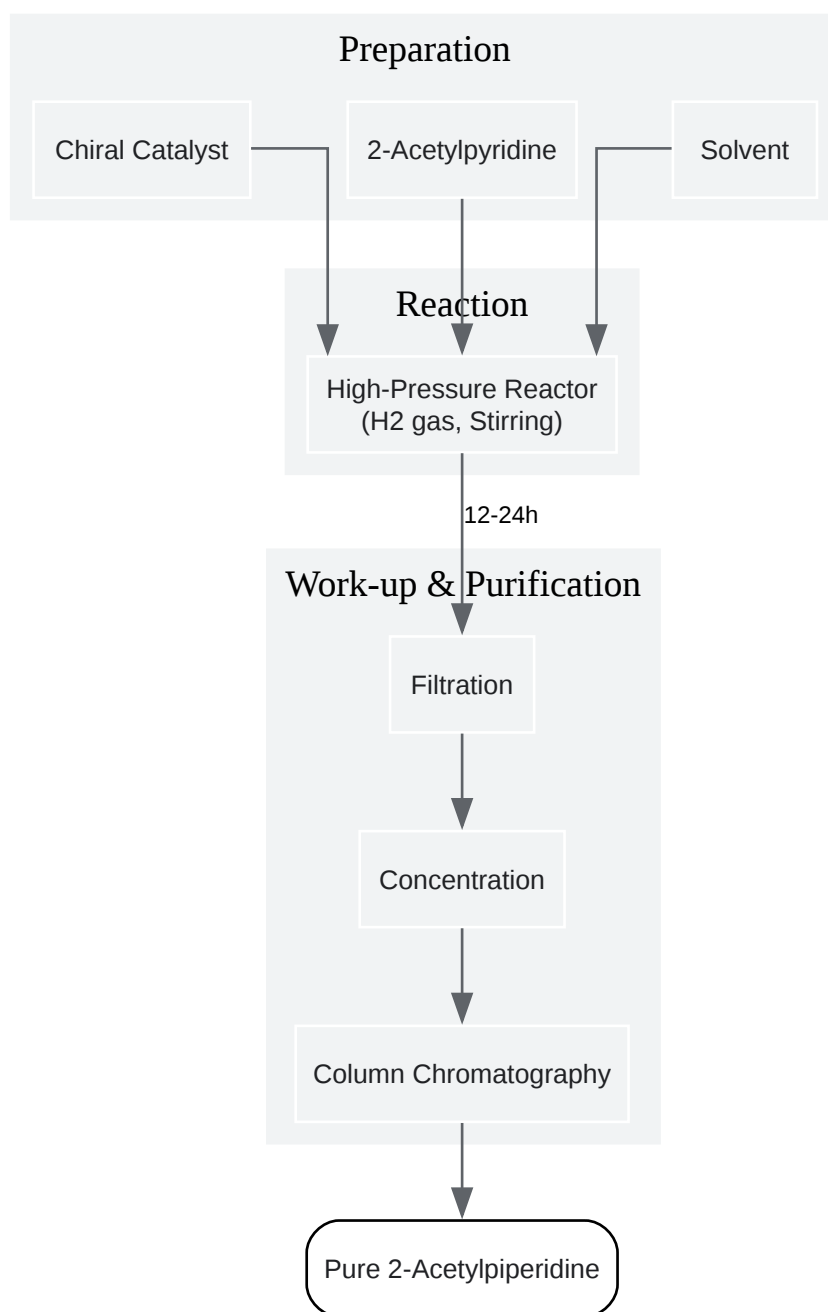 Preparation
Chiral Catalyst
2-Acetylpyridine
Solvent
Reaction
High-Pressure Reactor
(H2 gas, Stirring)
12-24h
Work-up & Purification
Filtration
Concentration
Column Chromatography
Pure 2-Acetylpiperidine